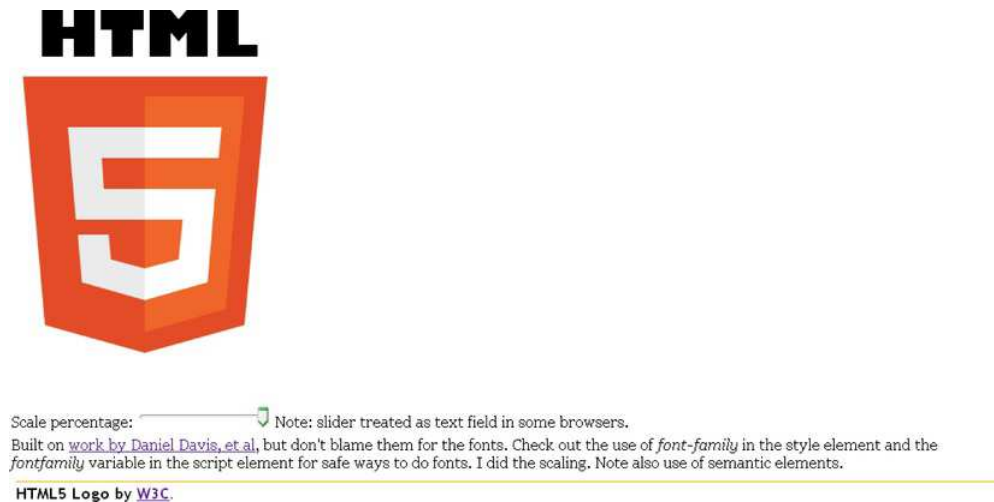 HTML
5
Scale percentage: Note: slider treated as text field in some browsers.
Built on work by Daniel Davis, et al, but don't blame them for the fonts. Check out the use of font-family in the style element and the
fontfamily variable in the script element for safe ways to do fonts. I did the scaling. Note also use of semantic elements.
HTML5 Logo by W3C.